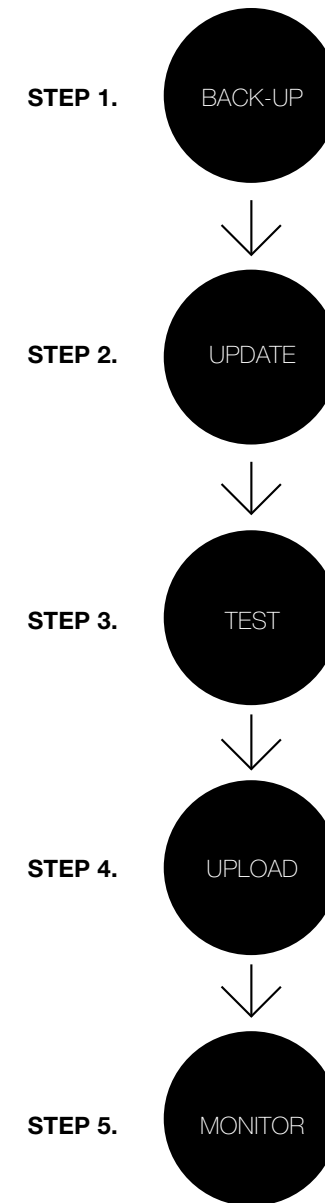 STEP 1. BACK-UP
STEP 2. UPDATE
STEP 3. TEST
STEP 4. UPLOAD
STEP 5. MONITOR